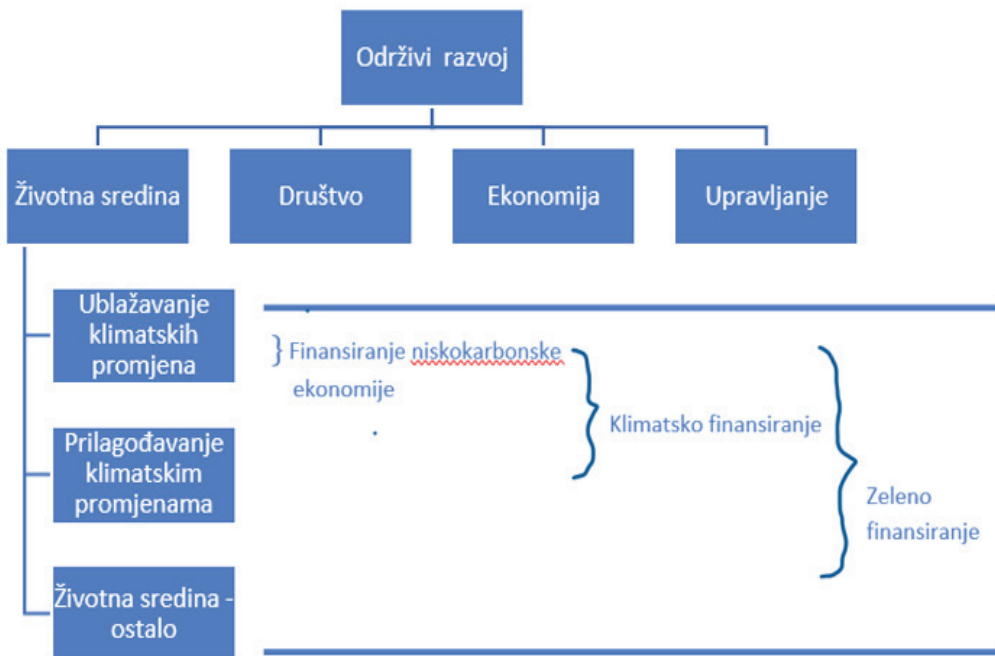 Održivi razvoj
Životna sredina
Društvo
Ekonomija
Upravljanje
Ublažavanje
klimatskih
promjena
} Finansiranje niskokarbonske
ekonomije
Klimatsko finansiranje
Prilagođavanje
klimatskim
promjenama
Zeleno
finansiranje
Životna sredina -
ostalo